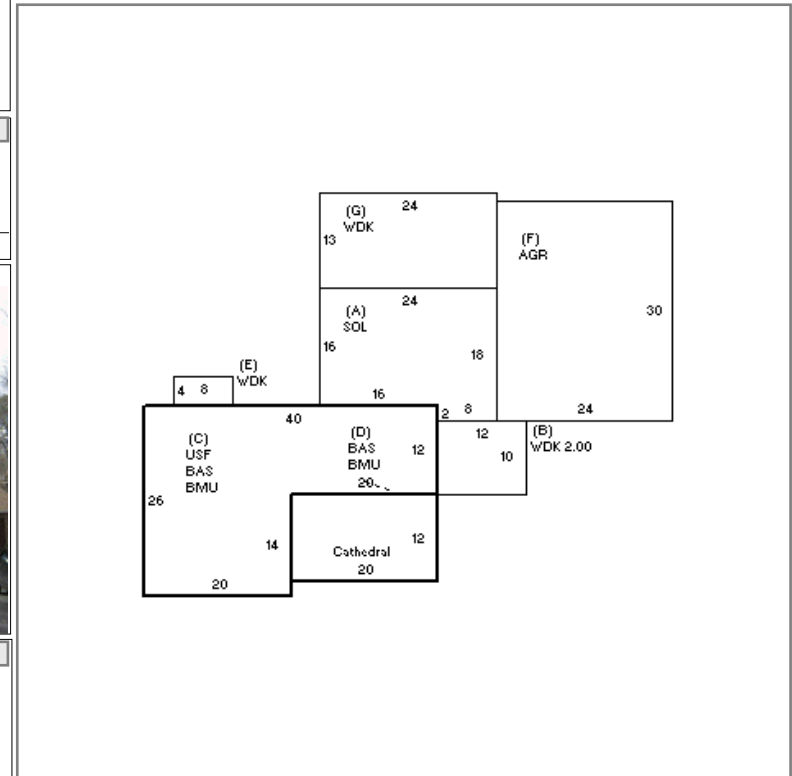 24
(G)
WDK
13
(F)
AGR
24
(A)
SOL
30
16
18
(E)
WDK
4 8
16
2 8
24
40
12
(B)
WDK 2.00
(C)
USF
BAS
BMU
(D)
BAS
BMU
12
10
20
26
14
12
Cathedral
20
20